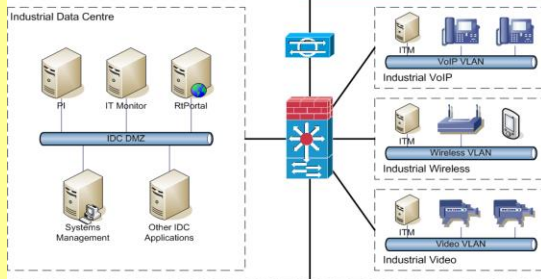 Industrial Data Centre
PI
IT Monitor
RtPortal
IDC DMZ
Systems
Management
Other IDC
Applications
ITM
VoIP VLAN
Industrial VoIP
ITM
Wireless VLAN
Industrial Wireless
ITM
Video VLAN
Industrial Video